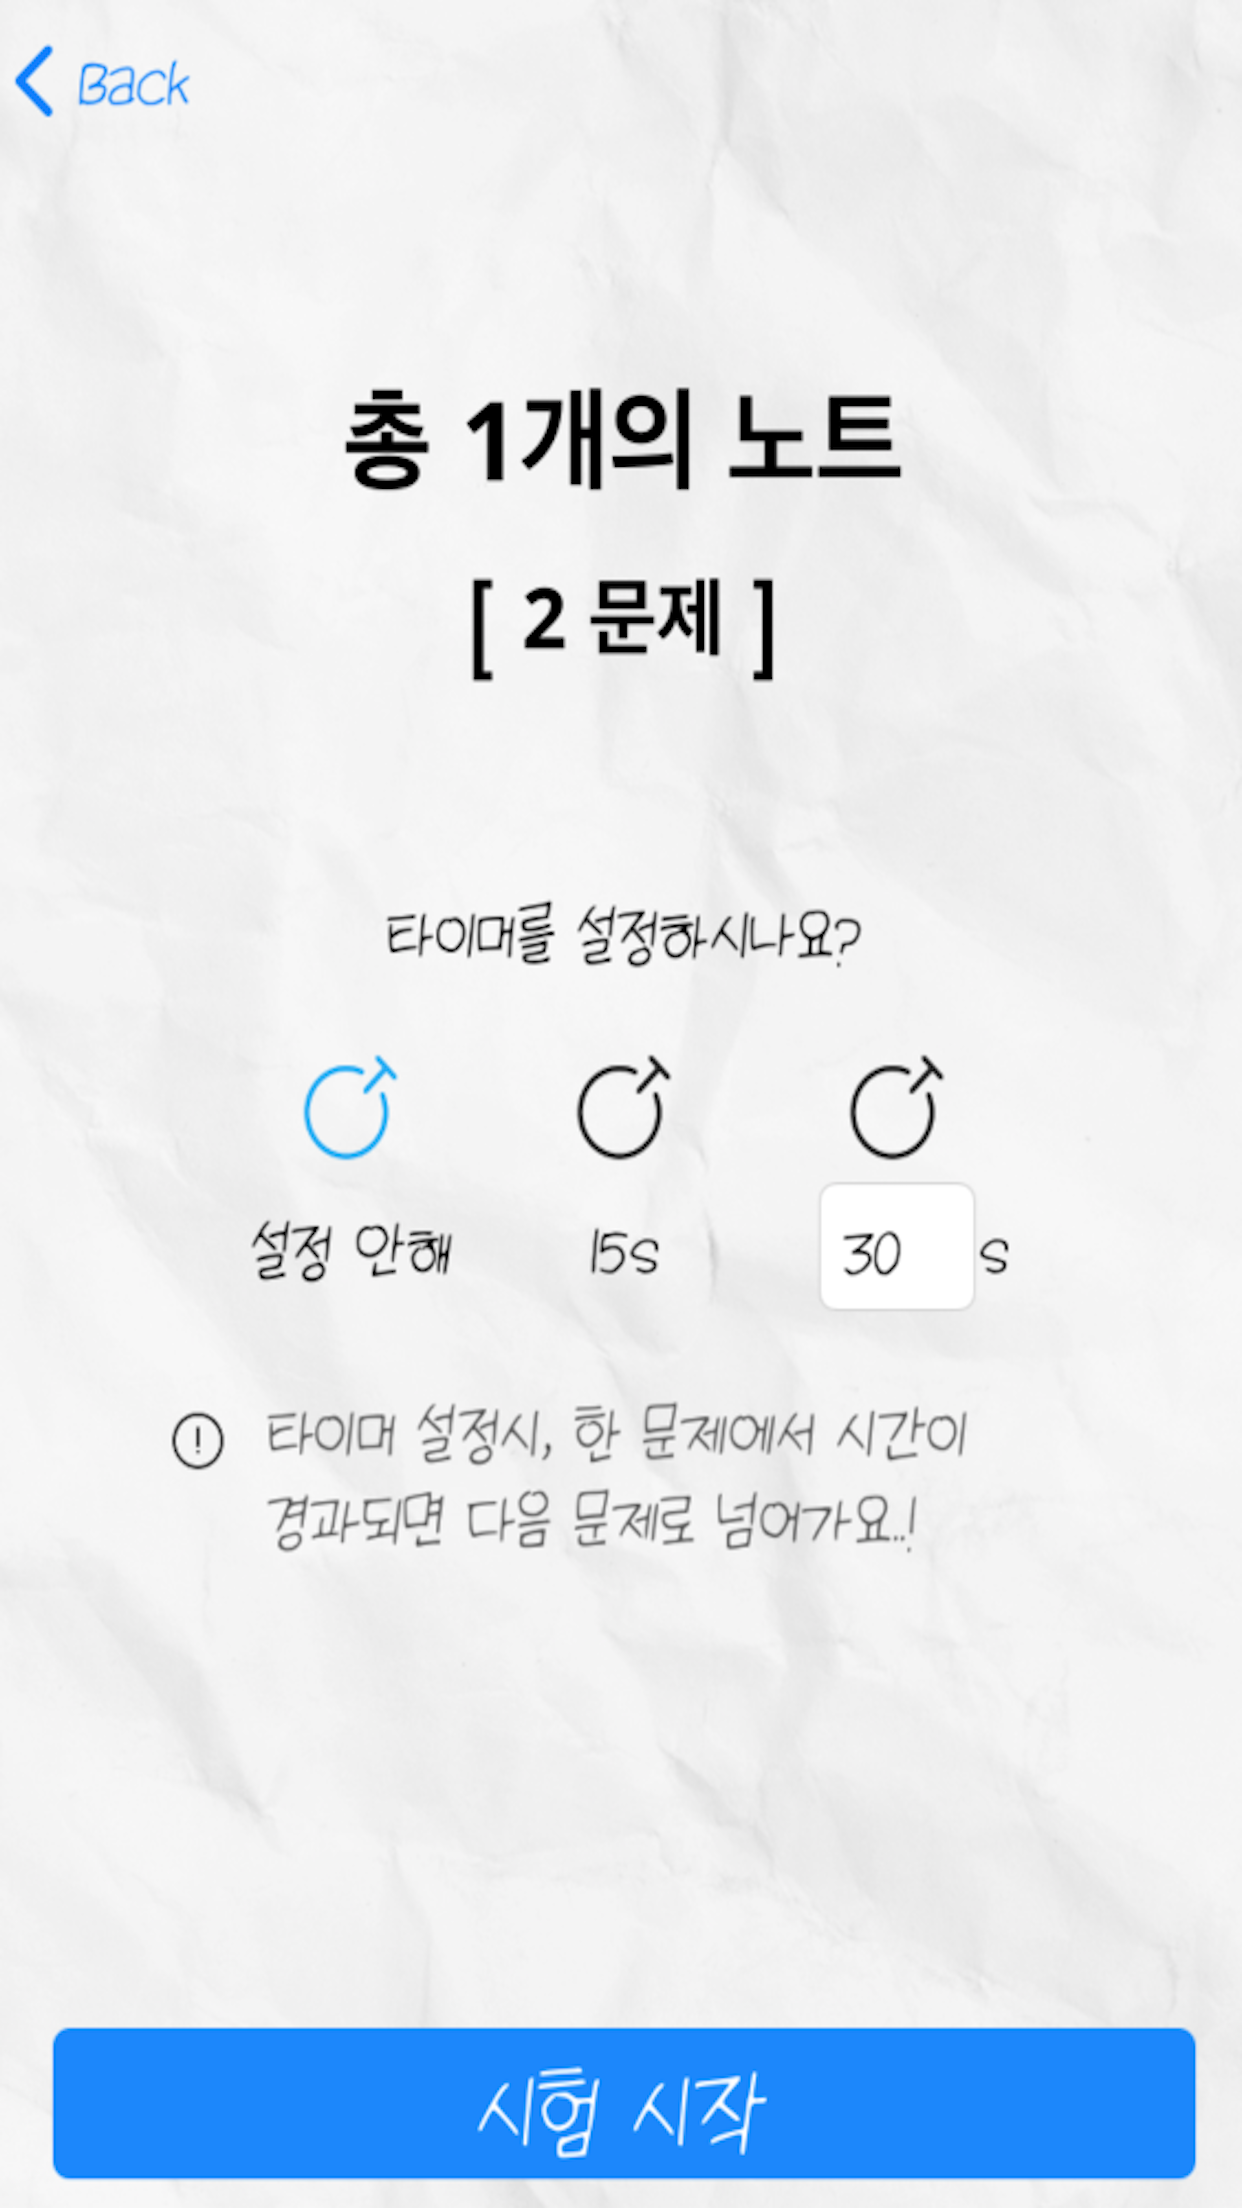 Back
총 1개의 노트
[ 2 문제 ]
타이머를 설정하시나요?
설정 안해 15s 30 s
타이머 설정시, 한 문제에서 시간이
경과되면 다음 문제로 넘어가요..!
시험 시작